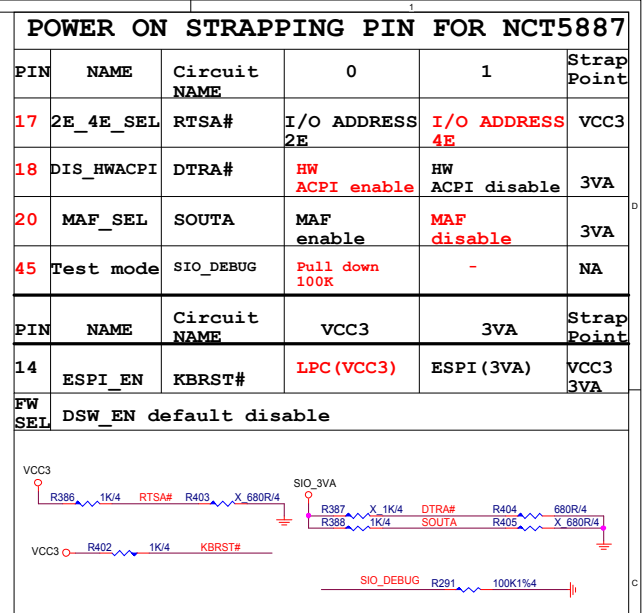 1
POWER ON STRAPPING PIN FOR NCT5887
PIN NAME Circuit NAME 0 1 Strap Point
17 2E_4E_SEL RTSA# I/O ADDRESS 2E I/O ADDRESS 4E VCC3
18 DIS_HWACPI DTRA# HW ACPI enable HW ACPI disable 3VA
D
20 MAF_SEL SOUTA MAF enable MAF disable 3VA
45 Test mode SIO_DEBUG Pull down 100K - NA
PIN NAME Circuit NAME VCC3 3VA Strap Point
14 ESPI_EN KBRST# LPC(VCC3) ESPI(3VA) VCC3 3VA
FW SEL DSW_EN default disable
VCC3
R386 1K/4 RTSA# R403 X_680R/4
SIO_3VA
R387 X_1K/4 DTRA# R404 680R/4
R388 1K/4 SOUTA R405 X_680R/4
VCC3 R402 1K/4 KBRST#
SIO_DEBUG R291 100K1%4
C